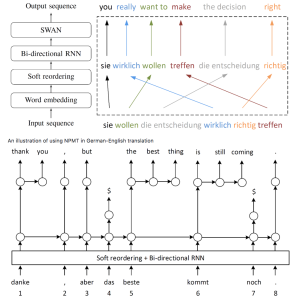 Output sequence
SWAN
Bi-directional RNN
Soft reordering
Word embedding
Input sequence
you really want to make the decision right
sie wirklich wollen treffen die entscheidung richtig
sie wollen die entscheidung wirklich richtig treffen
An illustration of using NPMT in German-English translation
thank you , but the best thing is still coming .
$ $
Soft reordering + Bi-directional RNN
danke , aber das beste kommt noch .
1 2 3 4 5 6 7 8